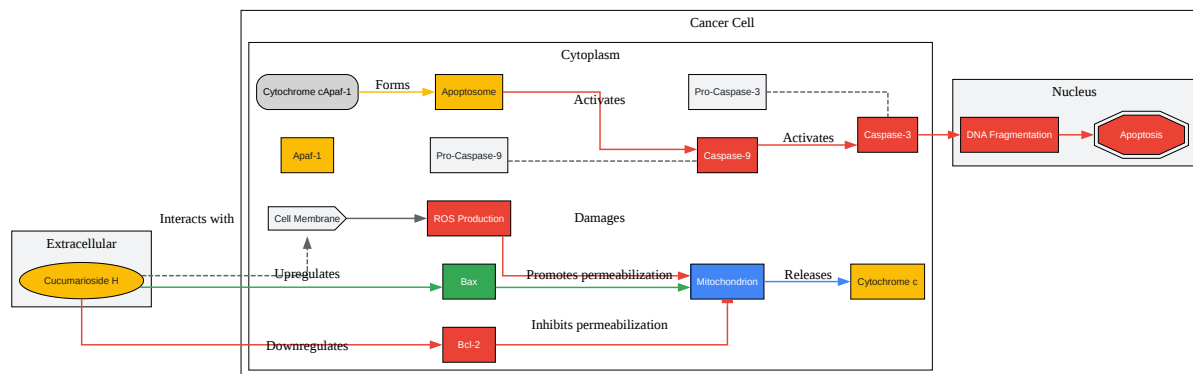 Cancer Cell
Cytoplasm
Cytochrome cApaf-1
Forms
Apoptosome
Activates
Pro-Caspase-3
Nucleus
Apaf-1
Pro-Caspase-9
Caspase-9
Activates
Caspase-3
DNA Fragmentation
Apoptosis
Interacts with
Cell Membrane
ROS Production
Damages
Extracellular
Cucumarioside H
Upregulates
Bax
Promotes permeabilization
Mitochondrion
Releases
Cytochrome c
Downregulates
Bcl-2
Inhibits permeabilization